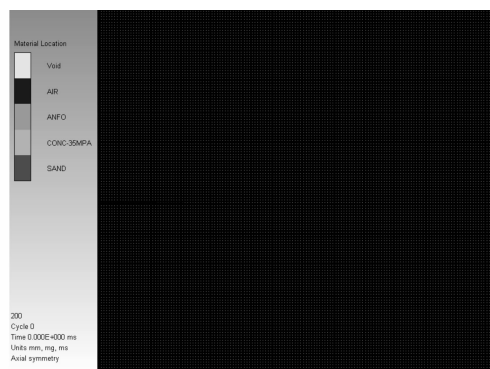 Material Location
Void
AIR
ANFO
CONC-35MPA
SAND
200
Cycle 0
Time 0.000E+000 ms
Units mm, mg, ms
Axial symmetry